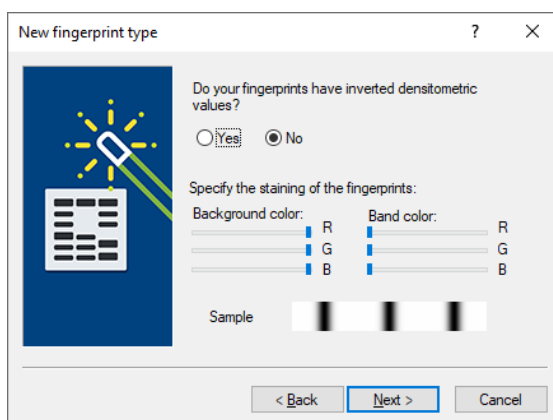 New fingerprint type
?
Do your fingerprints have inverted densitometric
values?
Yes
No
Specify the staining of the fingerprints:
Background color:
Band color:
R
R
G
G
B
B
Sample
< Back
Next >
Cancel